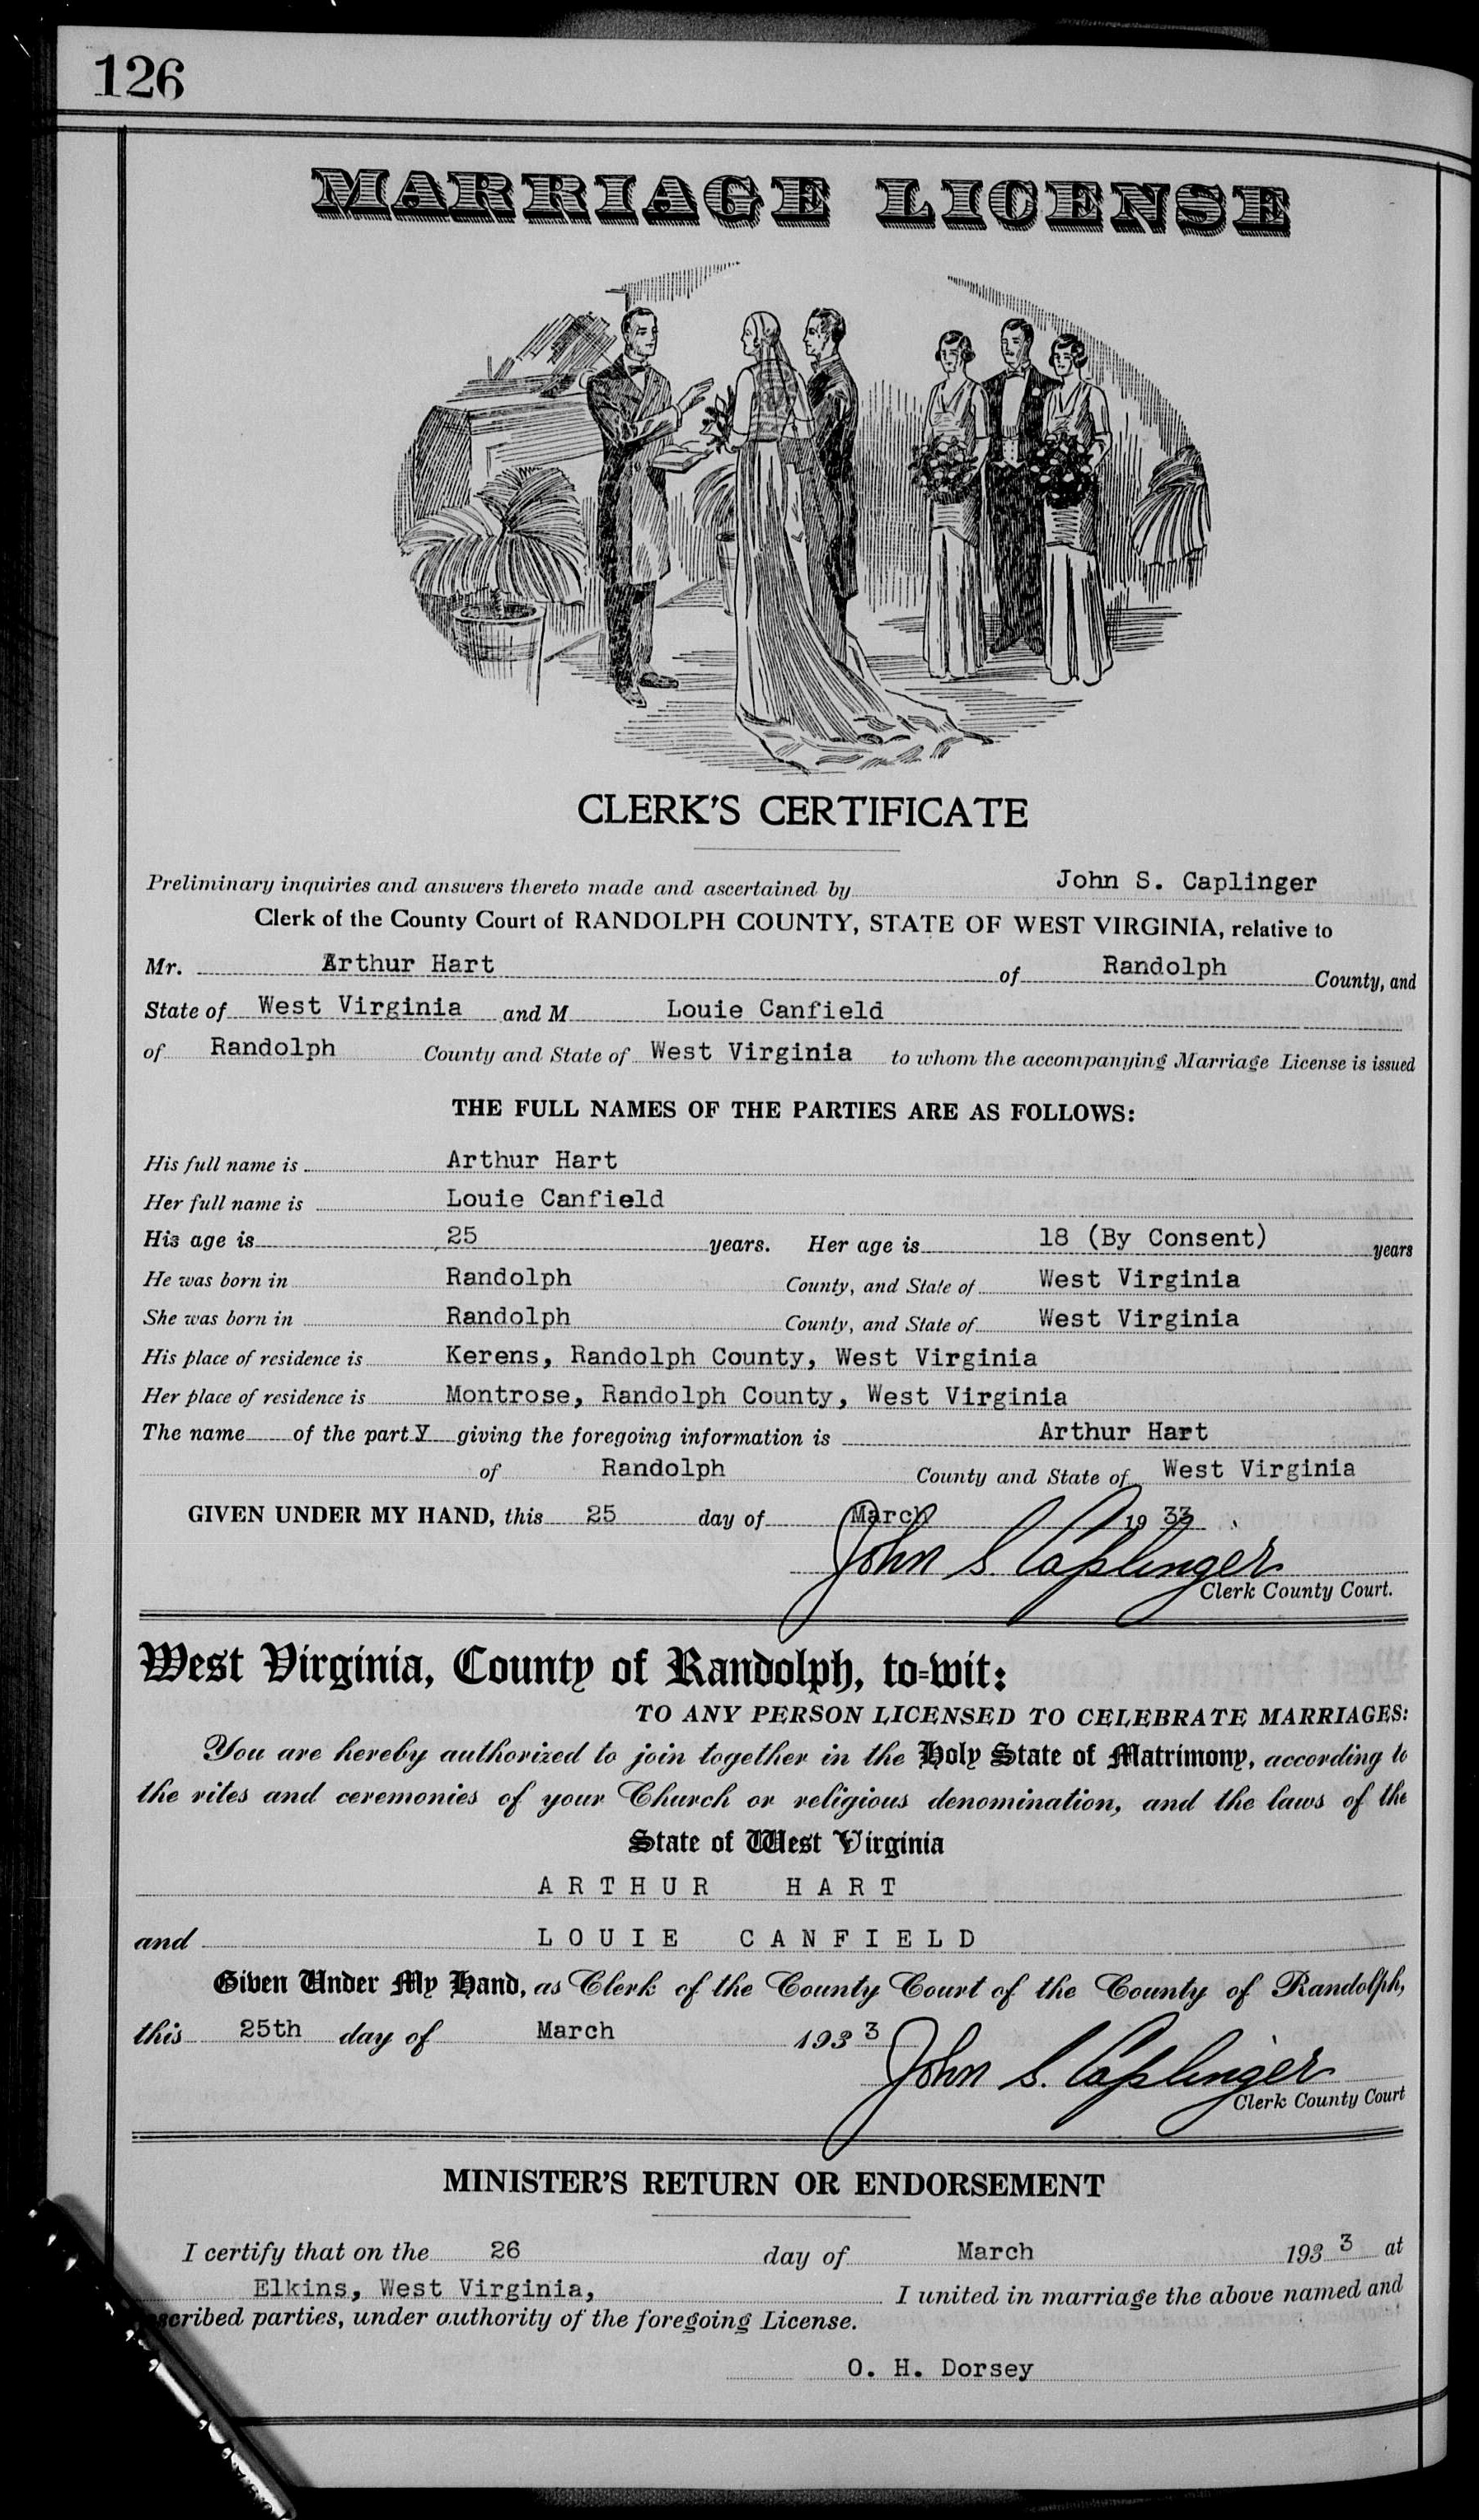 126
MARRIAGE LICENSE
CLERK'S CERTIFICATE
Preliminary inquiries and answers thereto made and ascertained by John S. Caplinger
Clerk of the County Court of RANDOLPH COUNTY, STATE OF WEST VIRGINIA, relative to
Mr. Arthur Hart of Randolph County, and
State of West Virginia and M Louie Canfield
of Randolph County and State of West Virginia to whom the accompanying Marriage License is issued
THE FULL NAMES OF THE PARTIES ARE AS FOLLOWS:
His full name is Arthur Hart
Her full name is Louie Canfield
His age is 25 years. Her age is 18 (By Consent) years
He was born in Randolph County, and State of West Virginia
She was born in Randolph County, and State of West Virginia
His place of residence is Kerens, Randolph County, West Virginia
Her place of residence is Montrose, Randolph County, West Virginia
The name of the part y giving the foregoing information is Arthur Hart
of Randolph County and State of West Virginia
GIVEN UNDER MY HAND, this 25 day of March 19 33
John S. Caplinger
Clerk County Court.
West Virginia, County of Randolph, to-wit:
TO ANY PERSON LICENSED TO CELEBRATE MARRIAGES:
You are hereby authorized to join together in the Holy State of Matrimony, according to
the rites and ceremonies of your Church or religious denomination, and the laws of the
State of West Virginia
ARTHUR HART
and LOUIE CANFIELD
Given Under My Hand, as Clerk of the County Court of the County of Randolph,
this 25th day of March 193 3
John S. Caplinger
Clerk County Court
MINISTER'S RETURN OR ENDORSEMENT
I certify that on the 26 day of March 193 3 at
Elkins, West Virginia, I united in marriage the above named and
scribed parties, under authority of the foregoing License.
O. H. Dorsey